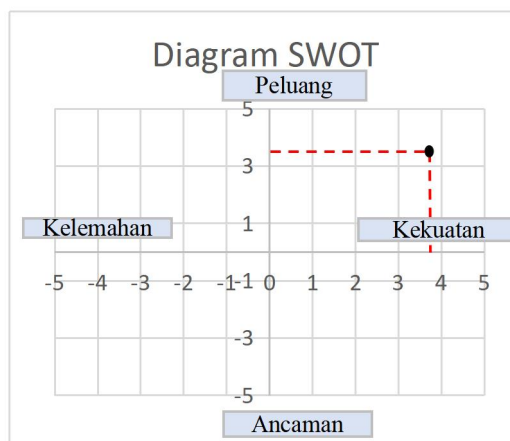 Diagram SWOT
Peluang
5
3
Kelemahan
1
Kekuatan
-5 -4 -3 -2 -1 0 1 2 3 4 5
-1
-3
-5
Ancaman